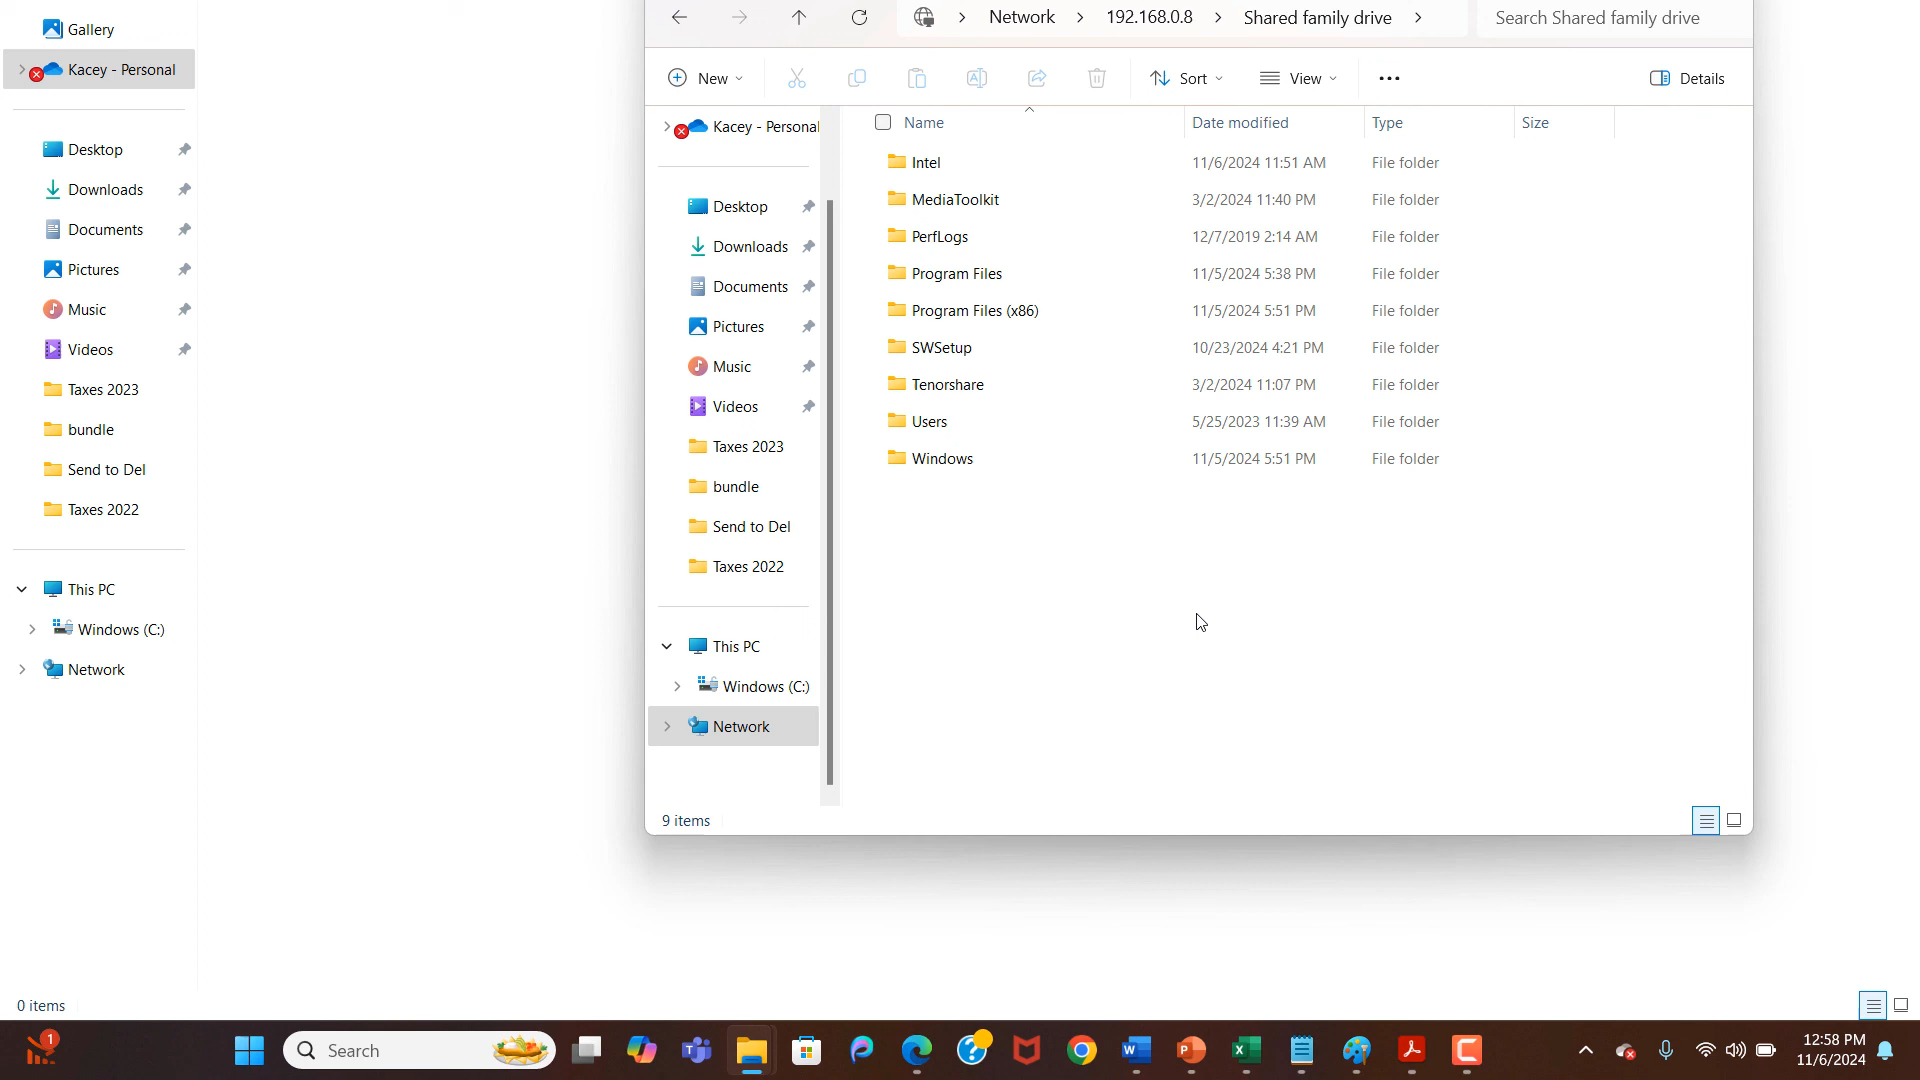 Gallery
Kacey - Personal
Desktop
Downloads
Documents
Pictures
Music
Videos
Taxes 2023
bundle
Send to Del
Taxes 2022
This PC
Windows (C:)
Network
0 items
Network 192.168.0.8 Shared family drive Search Shared family drive
New Sort View Details
Kacey - Personal
Desktop
Downloads
Documents
Pictures
Music
Videos
Taxes 2023
bundle
Send to Del
Taxes 2022
This PC
Windows (C:)
Network
9 items
Name Date modified Type Size
Intel 11/6/2024 11:51 AM File folder
MediaToolkit 3/2/2024 11:40 PM File folder
PerfLogs 12/7/2019 2:14 AM File folder
Program Files 11/5/2024 5:38 PM File folder
Program Files (x86) 11/5/2024 5:51 PM File folder
SWSetup 10/23/2024 4:21 PM File folder
Tenorshare 3/2/2024 11:07 PM File folder
Users 5/25/2023 11:39 AM File folder
Windows 11/5/2024 5:51 PM File folder
1 Search 12:58 PM
11/6/2024